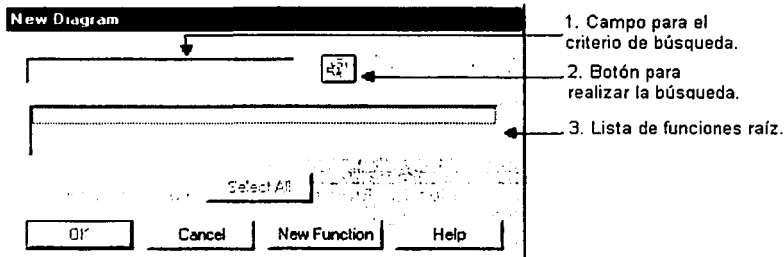 New Diagram
1. Campo para el
criterio de búsqueda.
2. Botón para
realizar la búsqueda.
3. Lista de funciones raíz.
Select All
OK Cancel New Function Help